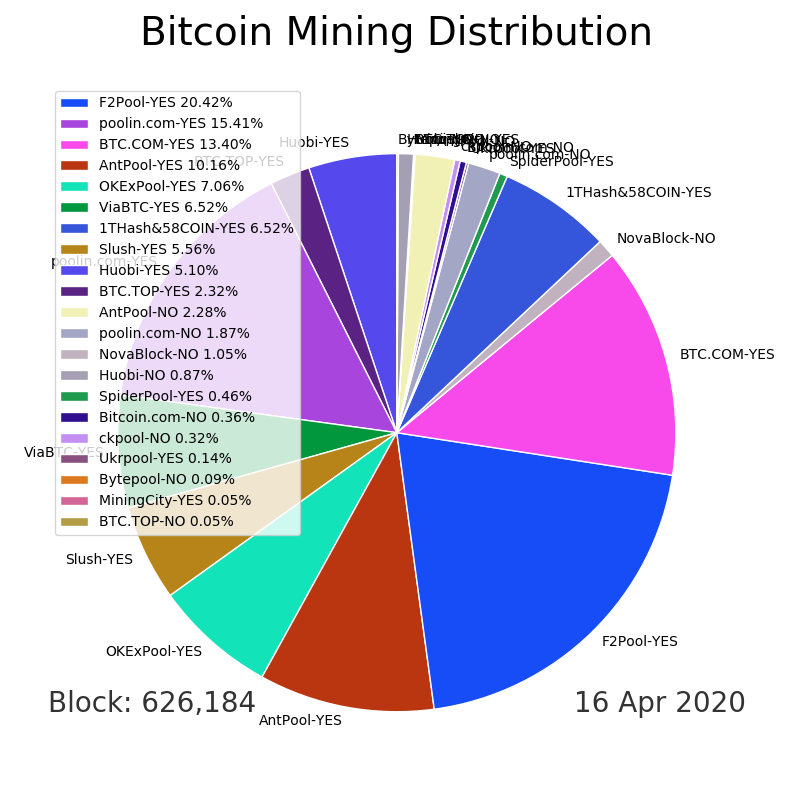 Bitcoin Mining Distribution
F2Pool-YES 20.42%
poolin.com-YES 15.41%
BTC.COM-YES 13.40%
AntPool-YES 10.16%
OKExPool-YES 7.06%
ViaBTC-YES 6.52%
1THash&58COIN-YES 6.52%
Slush-YES 5.56%
Huobi-YES 5.10%
BTC.TOP-YES 2.32%
AntPool-NO 2.28%
poolin.com-NO 1.87%
NovaBlock-NO 1.05%
Huobi-NO 0.87%
SpiderPool-YES 0.46%
Bitcoin.com-NO 0.36%
ckpool-NO 0.32%
Ukrpool-YES 0.14%
Bytepool-NO 0.09%
MiningCity-YES 0.05%
BTC.TOP-NO 0.05%
Huobi-YES
BTC.TOP-YES
poolin.com-YES
ViaBTC-YES
Slush-YES
OKExPool-YES
AntPool-YES
F2Pool-YES
BTC.COM-YES
NovaBlock-NO
1THash&58COIN-YES
SpiderPool-YES
poolin.com-NO
Block: 626,184
16 Apr 2020